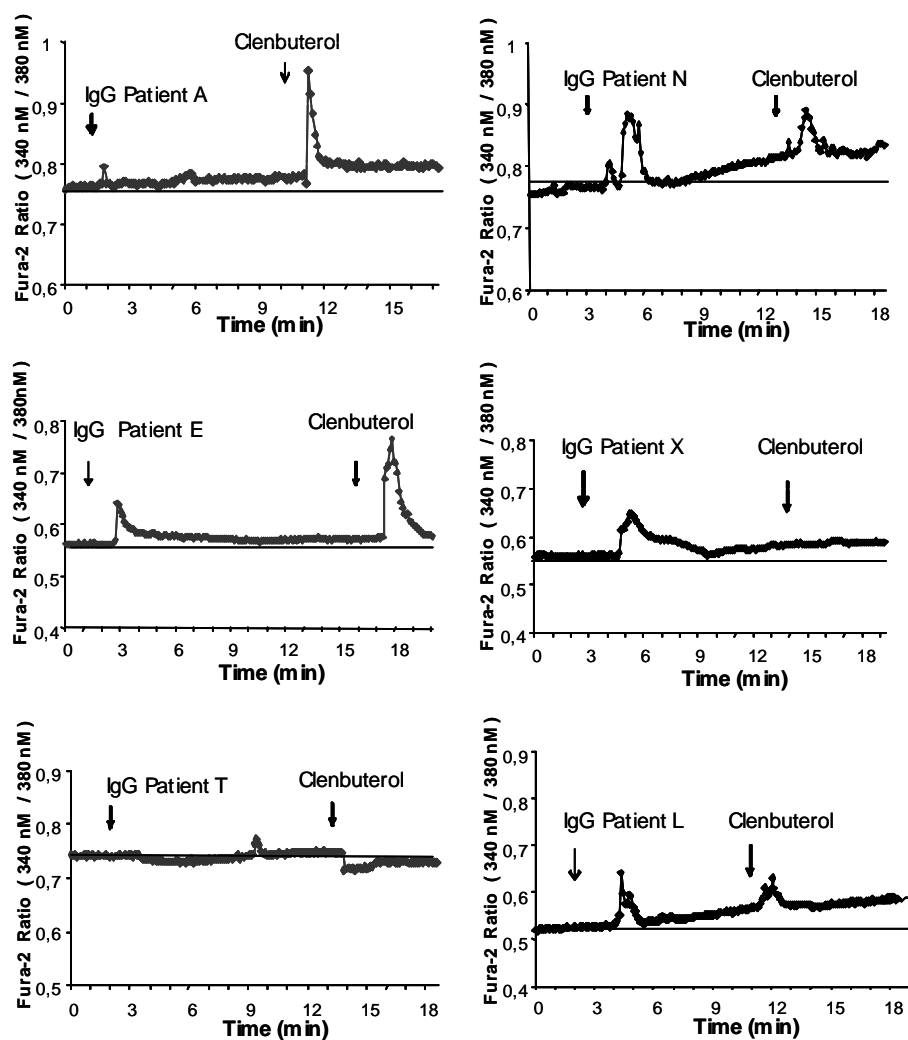 Fura-2 Ratio ( 340 nM / 380 nM)
1
0,9
0,8
0,7
0,6
IgG Patient A
Clenbuterol
0 3 6 9 12 15
Time (min)
Fura-2 Ratio ( 340 nM / 380 nM)
1
0,9
0,8
0,7
0,6
IgG Patient N
Clenbuterol
0 3 6 9 12 15 18
Time (min)
Fura-2 Ratio ( 340 nM / 380nM)
0,8
0,7
0,6
0,5
0,4
IgG Patient E
Clenbuterol
0 3 6 9 12 15 18
Time (min)
Fura-2 Ratio ( 340 nM / 380 nM)
0,8
0,7
0,6
0,5
0,4
IgG Patient X
Clenbuterol
0 3 6 9 12 15 18
Time (min)
Fura-2 Ratio ( 340 nM / 380 nM)
0,9
0,8
0,7
0,6
0,5
IgG Patient T
Clenbuterol
0 3 6 9 12 15 18
Time (min)
Fura-2 Ratio ( 340 nM / 380 nM)
0,9
0,8
0,7
0,6
0,5
0,4
IgG Patient L
Clenbuterol
0 3 6 9 12 15 18
Time (min)